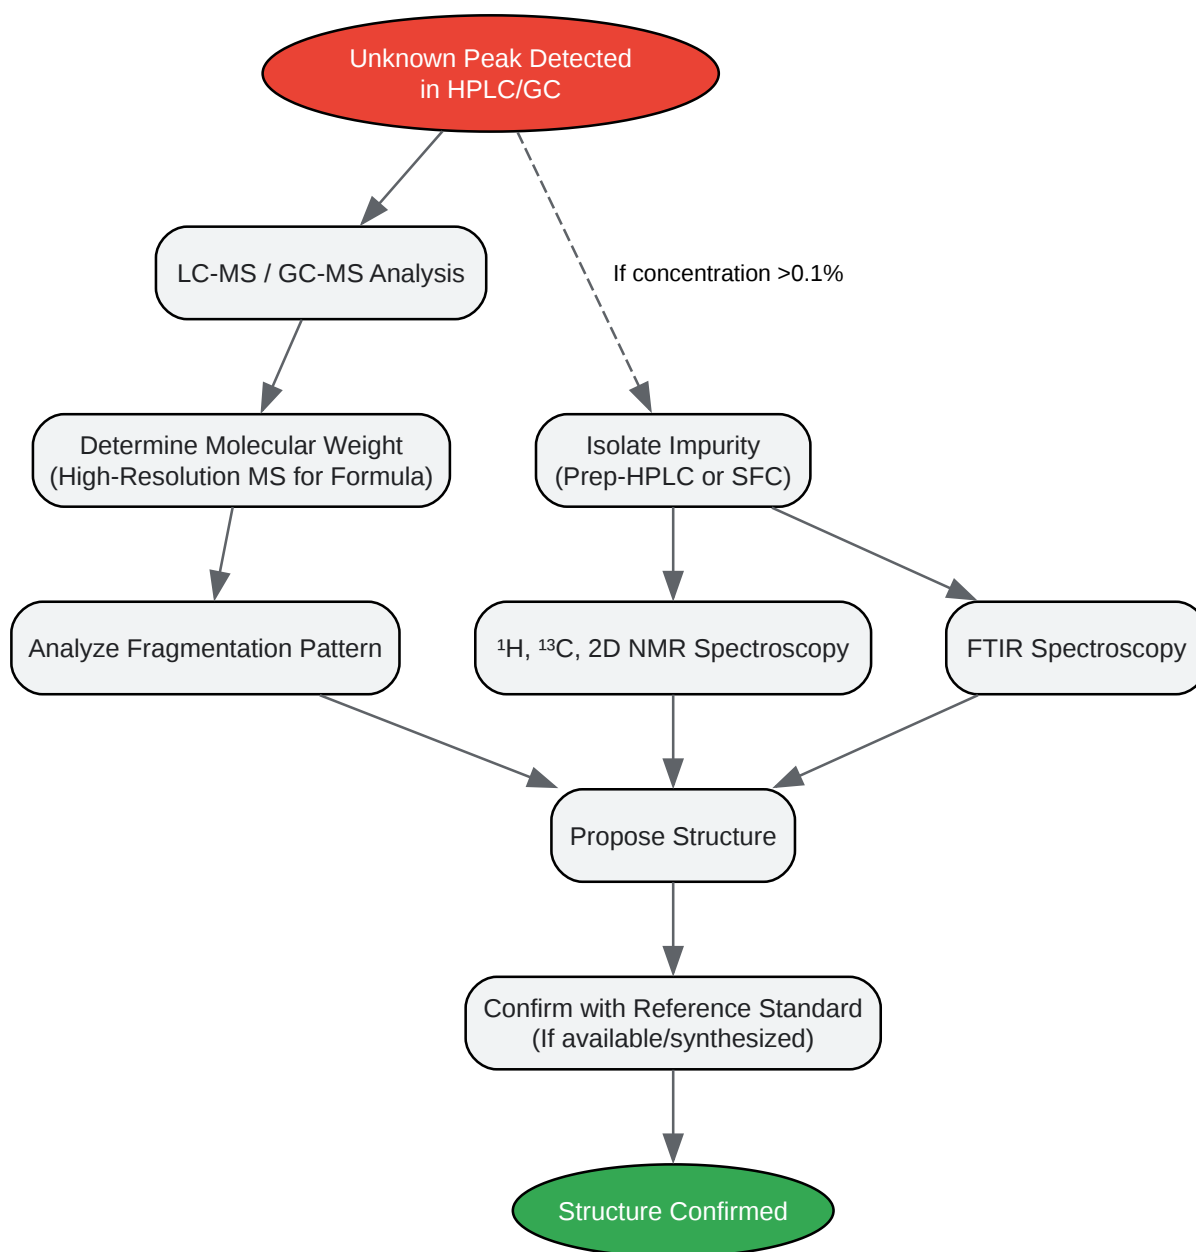 Unknown Peak Detected
in HPLC/GC
LC-MS / GC-MS Analysis
If concentration >0.1%
Determine Molecular Weight
(High-Resolution MS for Formula)
Isolate Impurity
(Prep-HPLC or SFC)
Analyze Fragmentation Pattern
¹H, ¹³C, 2D NMR Spectroscopy
FTIR Spectroscopy
Propose Structure
Confirm with Reference Standard
(If available/synthesized)
Structure Confirmed